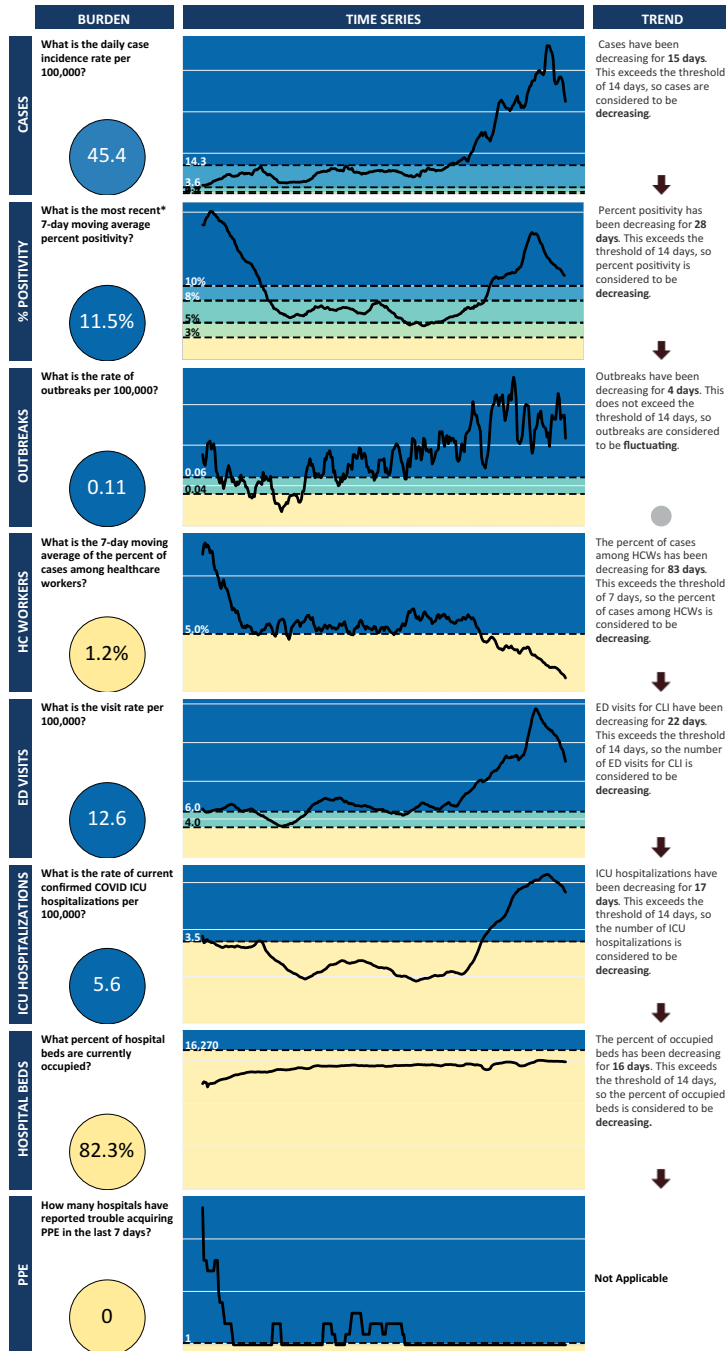 BURDEN
TIME SERIES
TREND
CASES
What is the daily case
incidence rate per
100,000?
45.4
14.3
3.6
Cases have been
decreasing for 15 days.
This exceeds the threshold
of 14 days, so cases are
considered to be
decreasing.
% POSITIVITY
What is the most recent*
7-day moving average
percent positivity?
11.5%
10%
8%
5%
3%
Percent positivity has
been decreasing for 28
days. This exceeds the
threshold of 14 days, so
percent positivity is
considered to be
decreasing.
OUTBREAKS
What is the rate of
outbreaks per 100,000?
0.11
0.06
0.04
Outbreaks have been
decreasing for 4 days. This
does not exceed the
threshold of 14 days, so
outbreaks are considered
to be fluctuating.
HC WORKERS
What is the 7-day moving
average of the percent of
cases among healthcare
workers?
1.2%
5.0%
The percent of cases
among HCWs has been
decreasing for 83 days.
This exceeds the threshold
of 7 days, so the percent
of cases among HCWs is
considered to be
decreasing.
ED VISITS
What is the visit rate per
100,000?
12.6
6.0
4.0
ED visits for CLI have been
decreasing for 22 days.
This exceeds the threshold
of 14 days, so the number
of ED visits for CLI is
considered to be
decreasing.
ICU HOSPITALIZATIONS
What is the rate of current
confirmed COVID ICU
hospitalizations per
100,000?
5.6
3.5
ICU hospitalizations have
been decreasing for 17
days. This exceeds the
threshold of 14 days, so
the number of ICU
hospitalizations is
considered to be
decreasing.
HOSPITAL BEDS
What percent of hospital
beds are currently
occupied?
82.3%
16,270
The percent of occupied
beds has been decreasing
for 16 days. This exceeds
the threshold of 14 days,
so the percent of occupied
beds is considered to be
decreasing.
PPE
How many hospitals have
reported trouble acquiring
PPE in the last 7 days?
0
1
Not Applicable